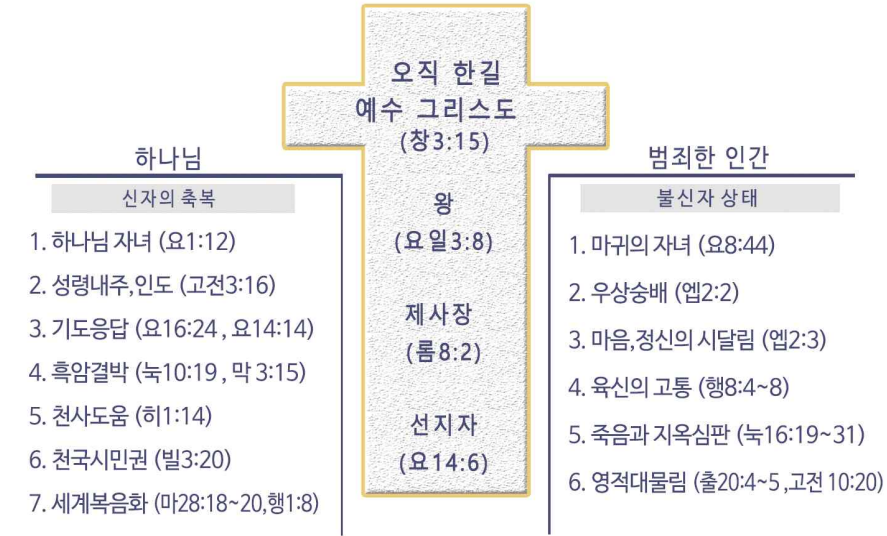 오직 한길
예수 그리스도
(창3:15)
왕
(요일3:8)
제사장
(롬8:2)
선지자
(요14:6)
하나님
신자의 축복
1. 하나님 자녀 (요1:12)
2. 성령내주,인도 (고전3:16)
3. 기도응답 (요16:24 , 요14:14)
4. 흑암결박 (눅10:19 , 막 3:15)
5. 천사도움 (히1:14)
6. 천국시민권 (빌3:20)
7. 세계복음화 (마28:18~20,행1:8)
범죄한 인간
불신자 상태
1. 마귀의 자녀 (요8:44)
2. 우상숭배 (엡2:2)
3. 마음,정신의 시달림 (엡2:3)
4. 육신의 고통 (행8:4~8)
5. 죽음과 지옥심판 (눅16:19~31)
6. 영적대물림 (출20:4~5 ,고전 10:20)